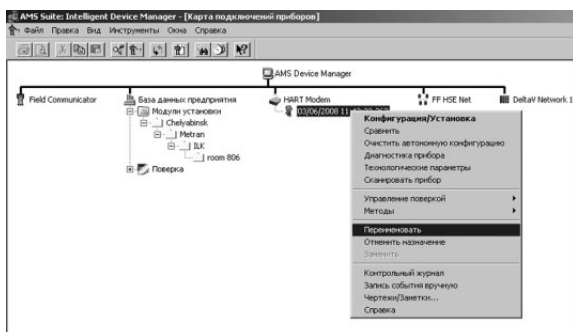 AMS Suite: Intelligent Device Manager - [Карта подключений приборов]
Файл Правка Вид Инструменты Окна Справка
AMS Device Manager
Field Communicator
База данных предприятия
HART Modem
FF HSE Net
DeltaV Network 1
Модули установки
Chelyabinsk
Metran
ILK
room 806
Поверка
03/06/2008
Конфигурация/Установка
Сравнить
Очистить автономную конфигурацию
Диагностика прибора
Технологические параметры
Сканировать прибор
Управление поверкой
Методы
Переименовать
Отменить назначение
Заменить
Контрольный журнал
Запись события вручную
Чертежи/Заметки...
Справка